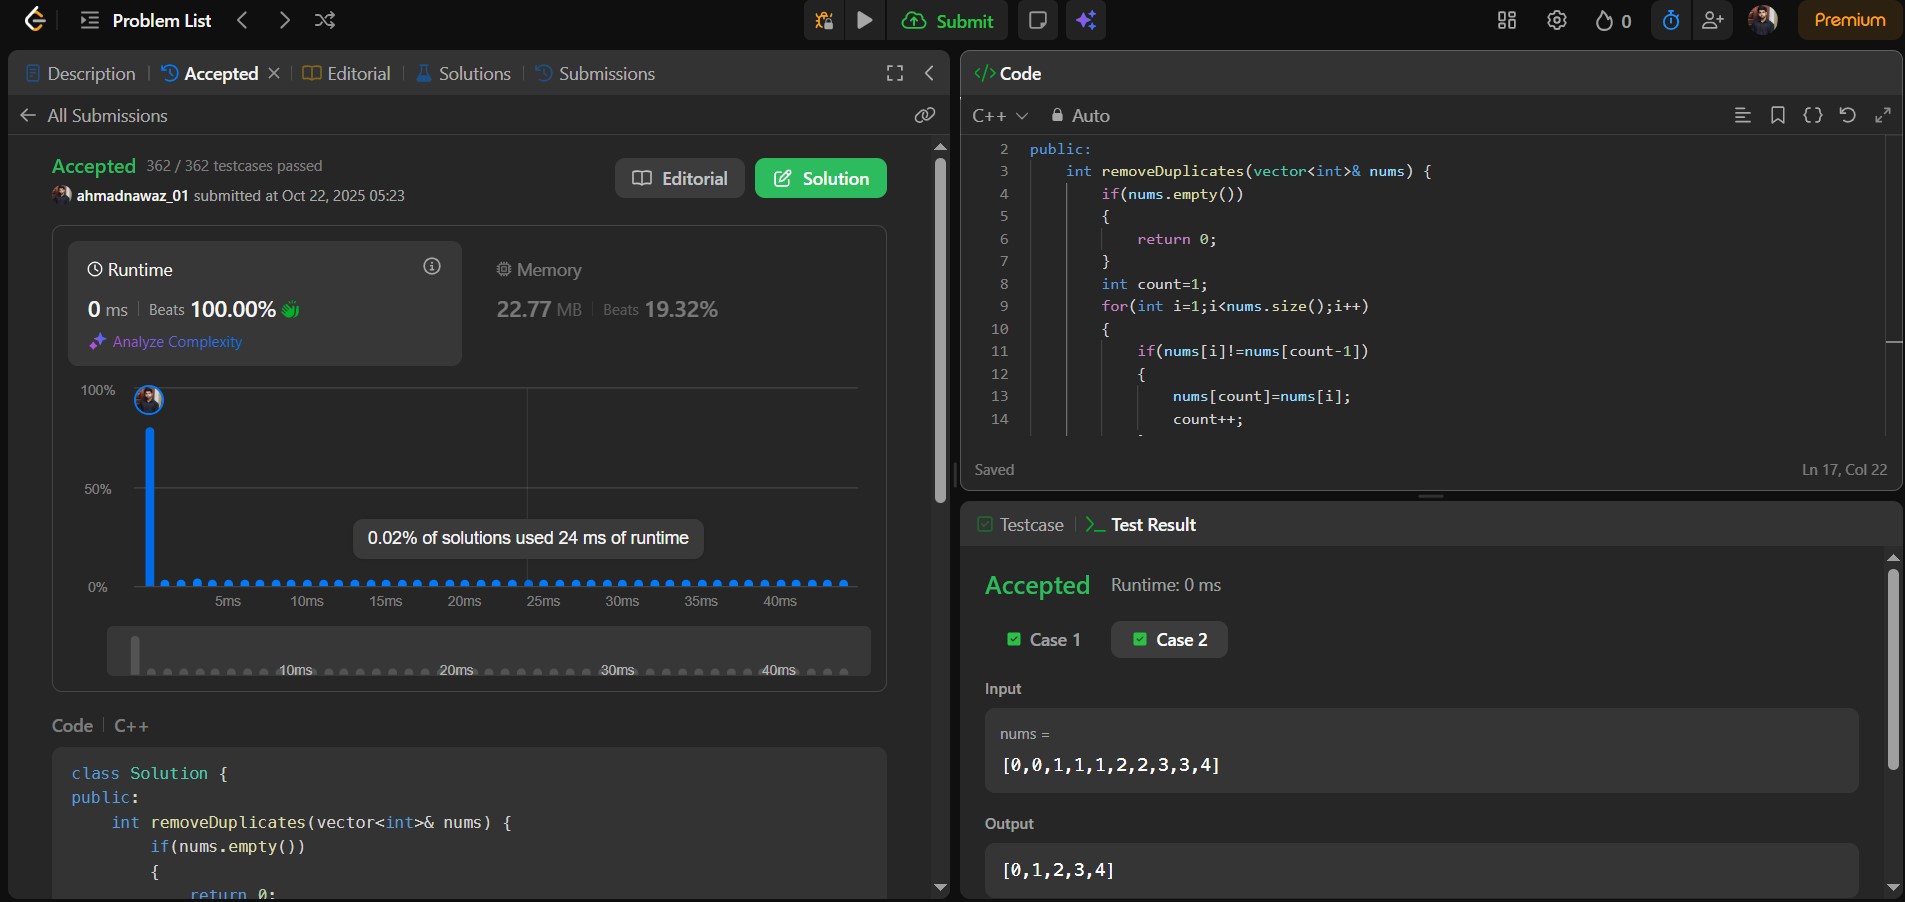 Problem List
Submit
0
Premium
Description
Accepted
Editorial
Solutions
Submissions
All Submissions
Accepted 362 / 362 testcases passed
ahmadnawaz_01 submitted at Oct 22, 2025 05:23
Editorial
Solution
Runtime
0 ms Beats 100.00%
Analyze Complexity
Memory
22.77 MB Beats 19.32%
100%
50%
0%
0.02% of solutions used 24 ms of runtime
5ms 10ms 15ms 20ms 25ms 30ms 35ms 40ms
10ms 20ms 30ms 40ms
Code C++
class Solution {
public:
    int removeDuplicates(vector<int>& nums) {
        if(nums.empty())
        {
            return 0;
</> Code
C++ Auto
2 public:
3     int removeDuplicates(vector<int>& nums) {
4         if(nums.empty())
5         {
6             return 0;
7         }
8         int count=1;
9         for(int i=1;i<nums.size();i++)
10         {
11             if(nums[i]!=nums[count-1])
12             {
13                 nums[count]=nums[i];
14                 count++;
Saved
Ln 17, Col 22
Testcase
>_ Test Result
Accepted Runtime: 0 ms
Case 1
Case 2
Input
nums =
[0,0,1,1,1,2,2,3,3,4]
Output
[0,1,2,3,4]